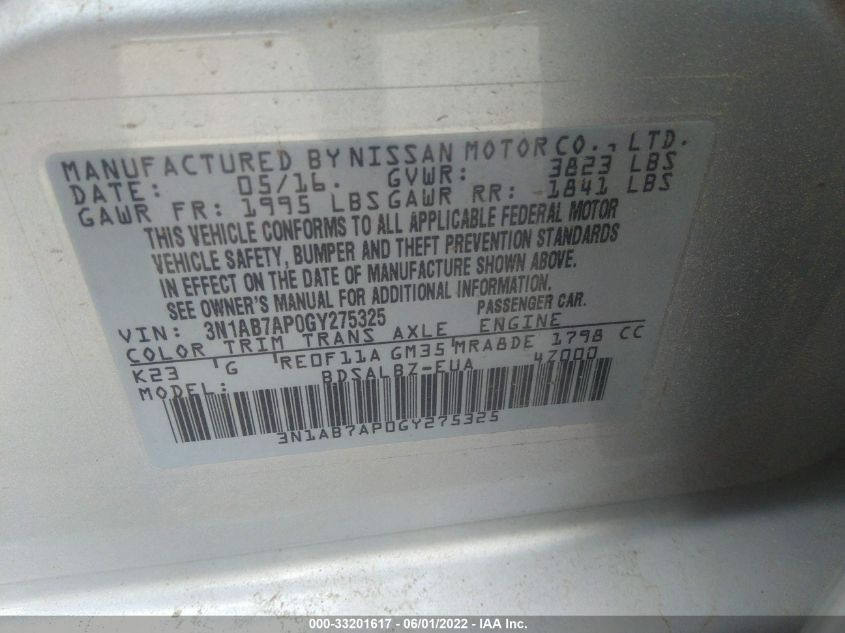 MANUFACTURED BY NISSAN MOTOR CO., LTD.
DATE: 05/16. GVWR: 3823 LBS
GAWR FR: 1995 LBS GAWR RR: 1841 LBS
THIS VEHICLE CONFORMS TO ALL APPLICABLE FEDERAL MOTOR
VEHICLE SAFETY, BUMPER AND THEFT PREVENTION STANDARDS
IN EFFECT ON THE DATE OF MANUFACTURE SHOWN ABOVE.
SEE OWNER'S MANUAL FOR ADDITIONAL INFORMATION.
VIN: 3N1AB7AP0GY275325 PASSENGER CAR.
COLOR TRIM TRANS AXLE ENGINE
K23 G RE0F11A GM35 MRA8DE 1798 CC
MODEL: BDSALBZ-EUA 47000
3N1AB7AP0GY275325
000-33201617 - 06/01/2022 - IAA Inc.